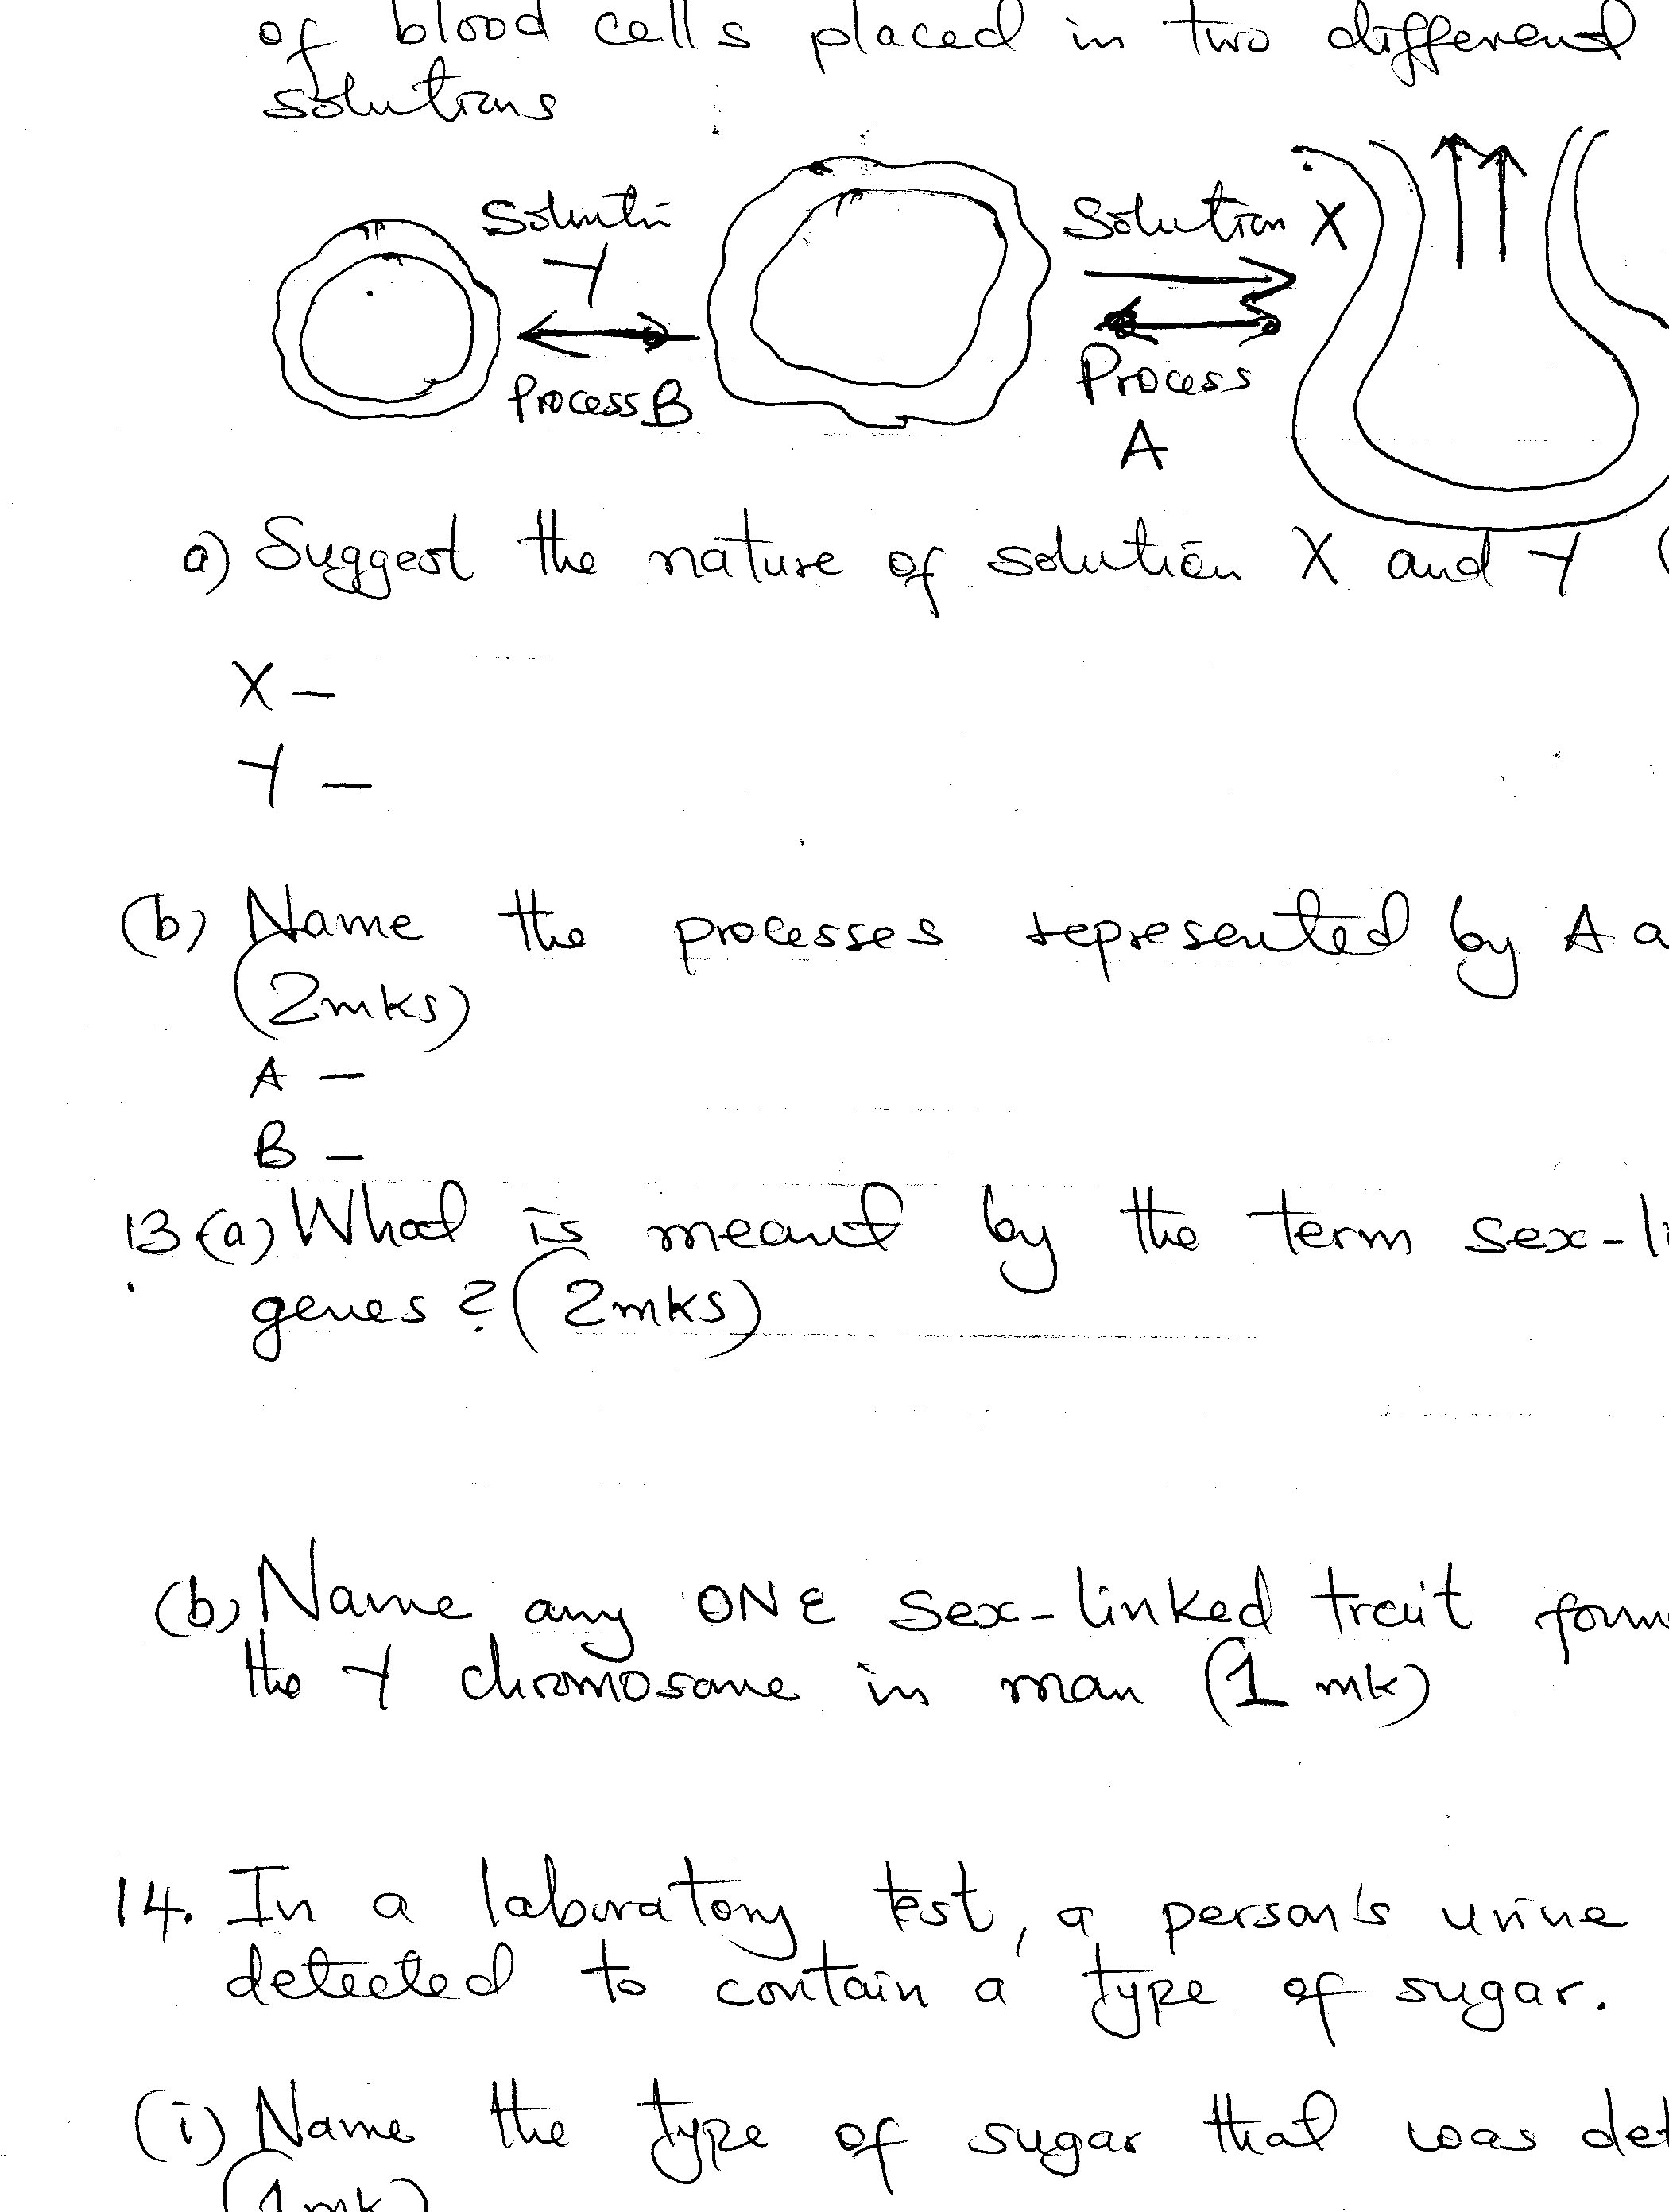 of blood cells placed in two different
solutions
Solutn
Y
Process B
Solution X
Process
A
a) Suggest the nature of solution X and Y (
X –
Y –
(b) Name the processes represented by A a
(2mks)
A –
B –
13 (a) What is meant by the term sex-li
genes? (2mks)
(b) Name any ONE sex-linked trait foun
the Y chromosome in man (1 mk)
14. In a laboratory test, a person's urine
detected to contain a type of sugar.
(i) Name the type of sugar that was det
(1mk)